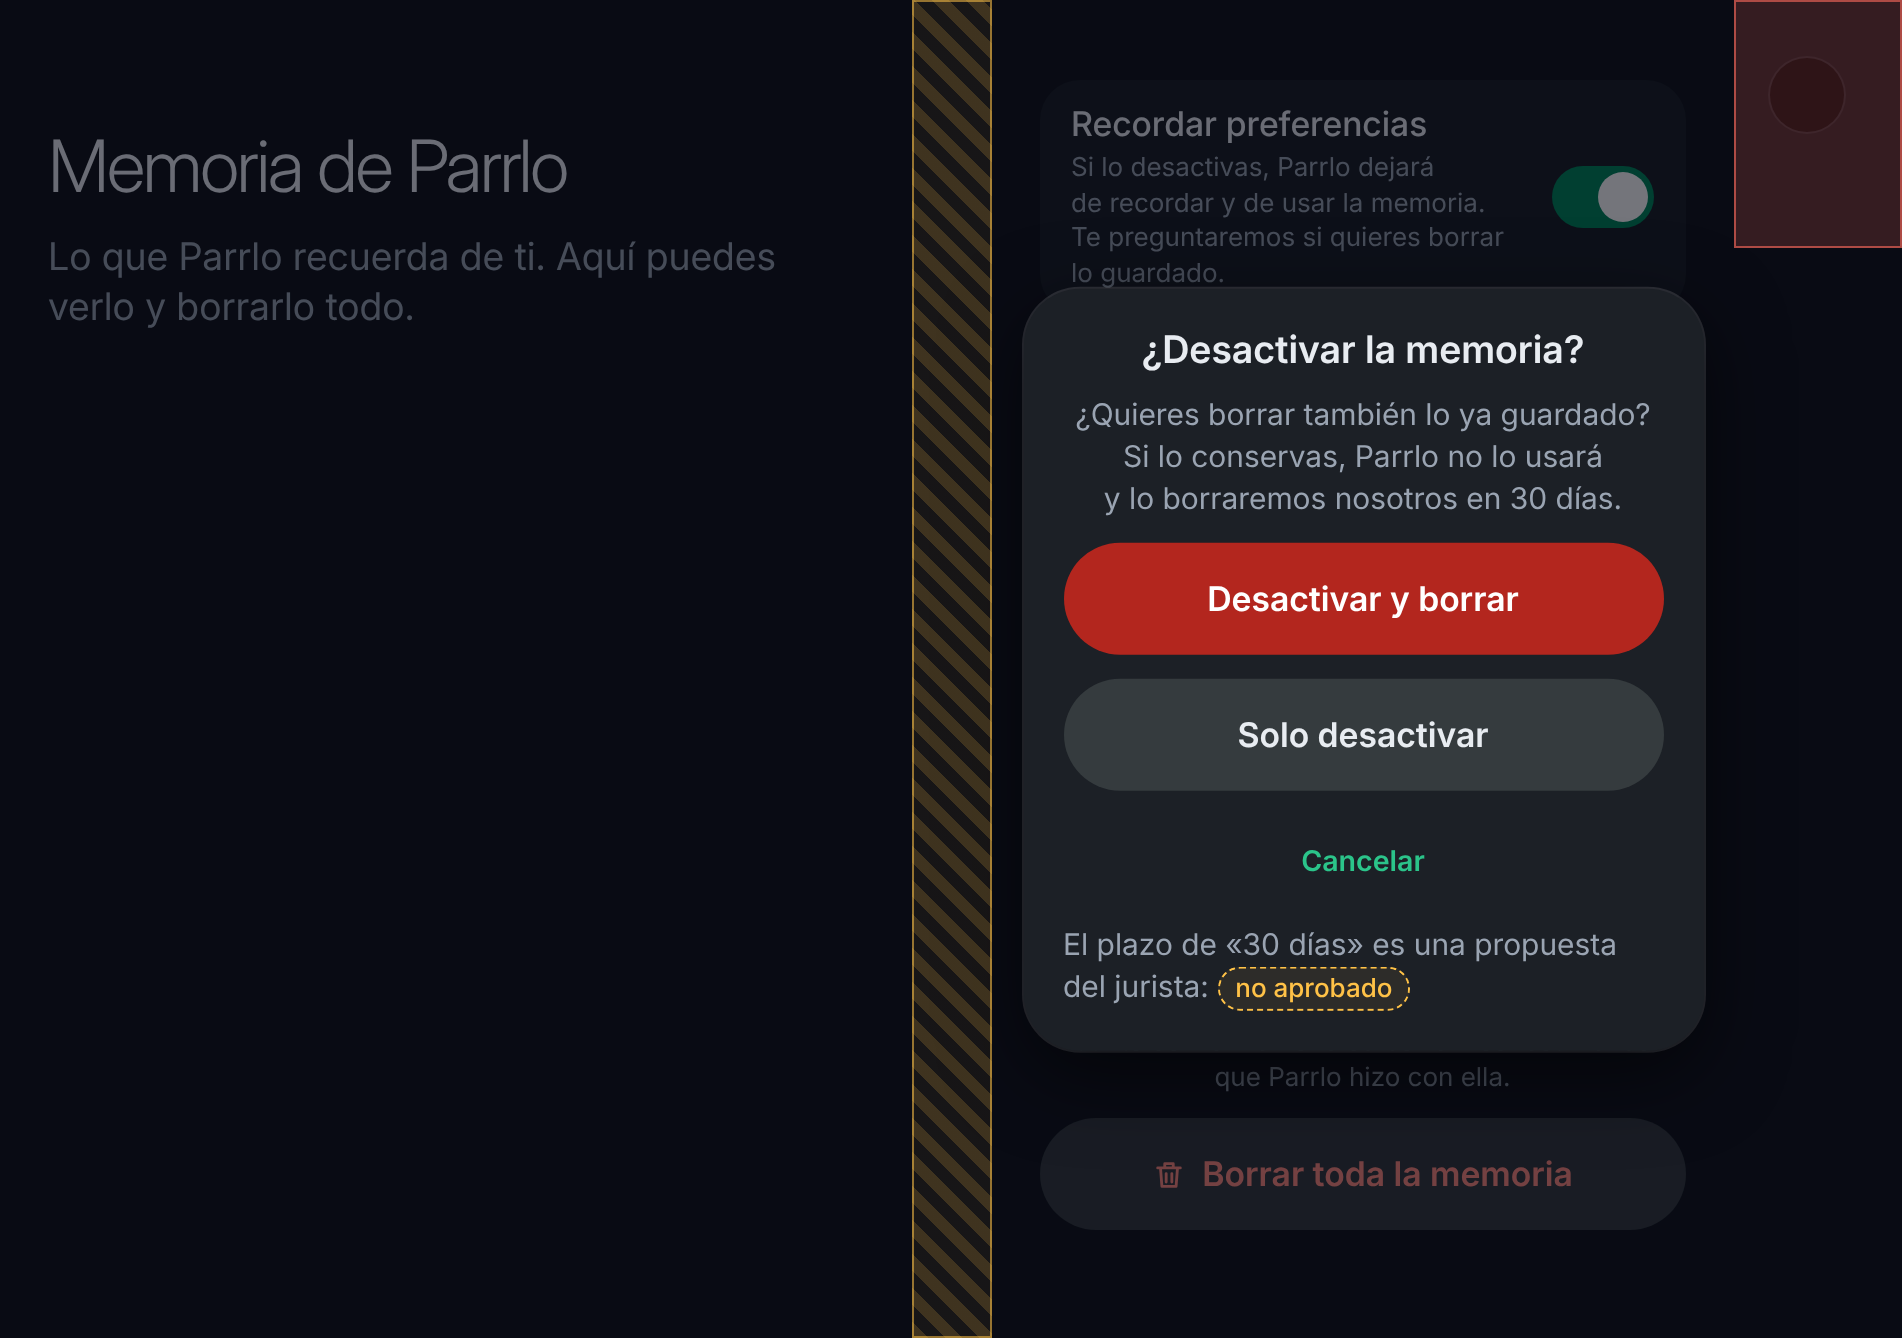 Memoria de Parrlo
Lo que Parrlo recuerda de ti. Aquí puedes
verlo y borrarlo todo.
Recordar preferencias
Si lo desactivas, Parrlo dejará
de recordar y de usar la memoria.
Te preguntaremos si quieres borrar
lo guardado.
¿Desactivar la memoria?
¿Quieres borrar también lo ya guardado?
Si lo conservas, Parrlo no lo usará
y lo borraremos nosotros en 30 días.
Desactivar y borrar
Solo desactivar
Cancelar
El plazo de «30 días» es una propuesta
del jurista: no aprobado
que Parrlo hizo con ella.
Borrar toda la memoria